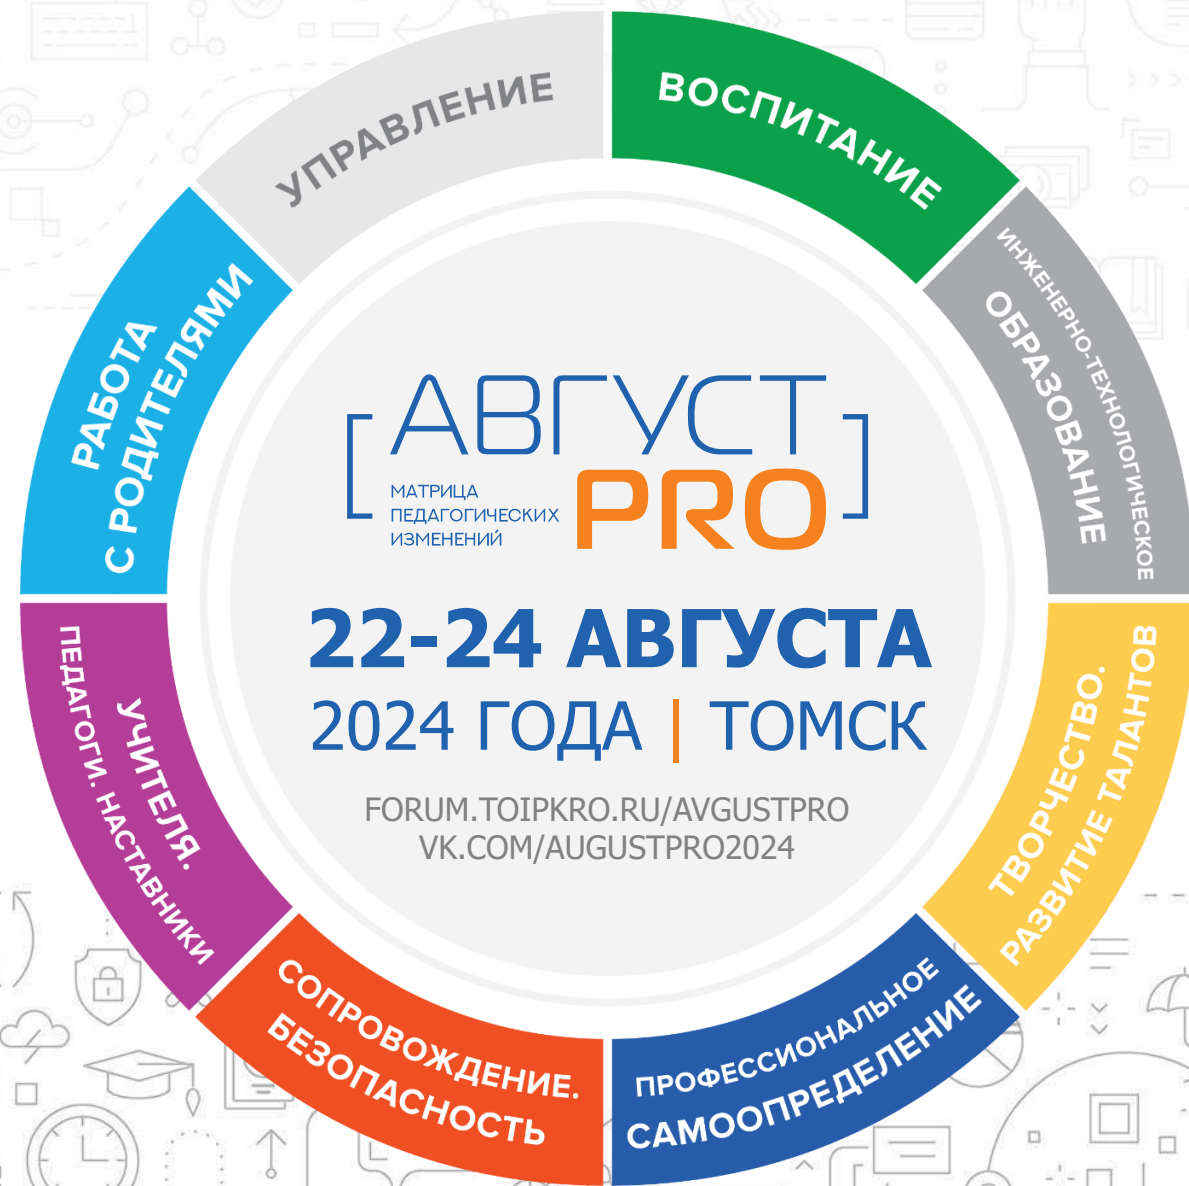 УПРАВЛЕНИЕ
ВОСПИТАНИЕ
ИНЖЕНЕРНО-ТЕХНОЛОГИЧЕСКОЕ
ОБРАЗОВАНИЕ
ТВОРЧЕСТВО.
РАЗВИТИЕ ТАЛАНТОВ
ПРОФЕССИОНАЛЬНОЕ
САМООПРЕДЕЛЕНИЕ
СОПРОВОЖДЕНИЕ.
БЕЗОПАСНОСТЬ
УЧИТЕЛЯ.
ПЕДАГОГИ. НАСТАВНИКИ
РАБОТА
С РОДИТЕЛЯМИ
[АВГУСТ
PRO]
МАТРИЦА
ПЕДАГОГИЧЕСКИХ
ИЗМЕНЕНИЙ
22-24 АВГУСТА
2024 ГОДА | ТОМСК
FORUM.TOIPKRO.RU/AVGUSTPRO
VK.COM/AUGUSTPRO2024